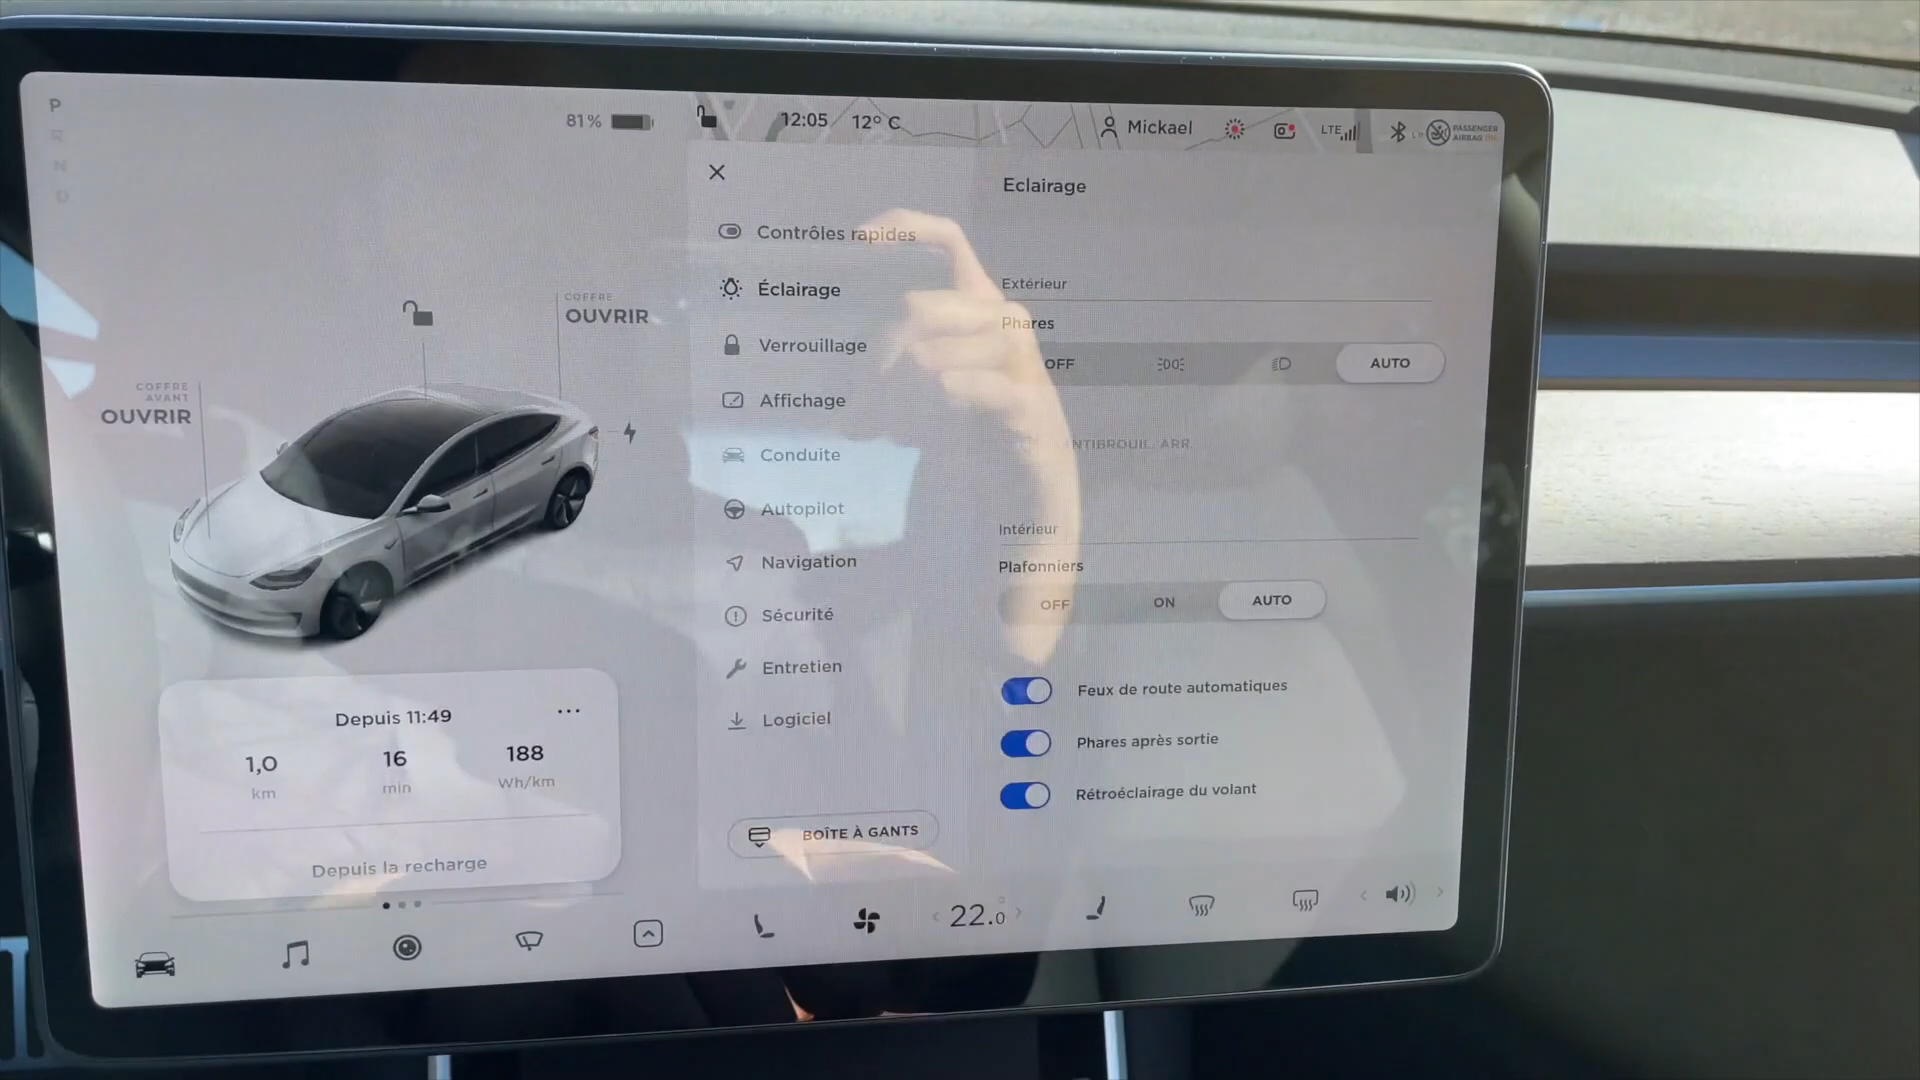 P
R
N
D
81%
12:05
12° C
Mickael
LTE
PASSENGER
AIRBAG
COFFRE
OUVRIR
COFFRE
AVANT
OUVRIR
Contrôles rapides
Éclairage
Verrouillage
Affichage
Conduite
Autopilot
Navigation
Sécurité
Entretien
Logiciel
BOÎTE À GANTS
Eclairage
Extérieur
Phares
OFF
AUTO
NTIBROUIL. ARR.
Intérieur
Plafonniers
OFF
ON
AUTO
Feux de route automatiques
Phares après sortie
Rétroéclairage du volant
Depuis 11:49
1,0
km
16
min
188
Wh/km
Depuis la recharge
22.0